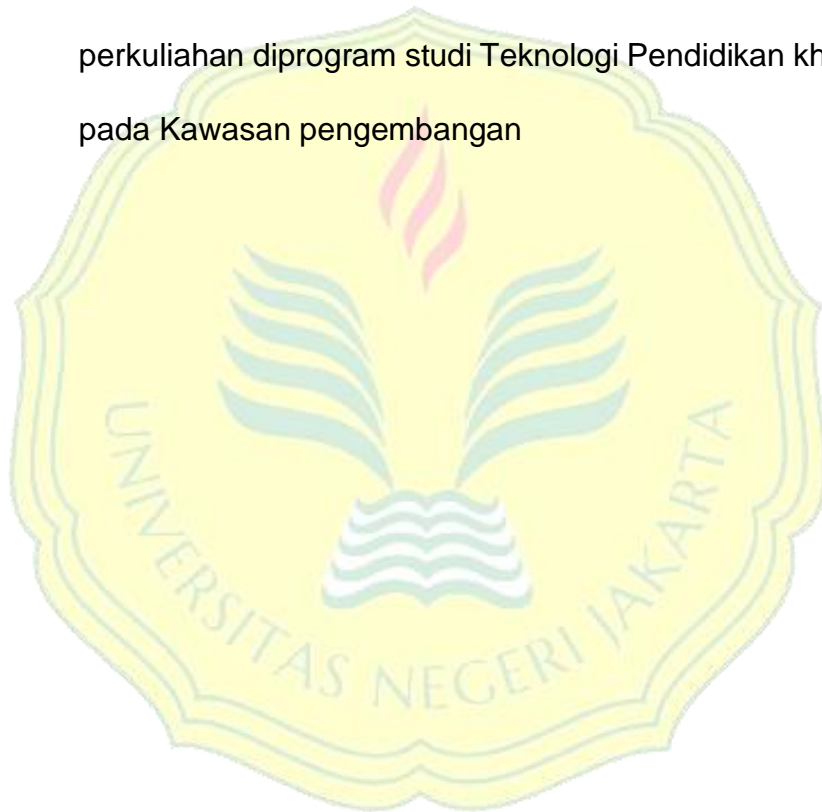 perkuliahan diprogram studi Teknologi Pendidikan kh
pada Kawasan pengembangan
UNIVERSITAS NEGERI JAKARTA